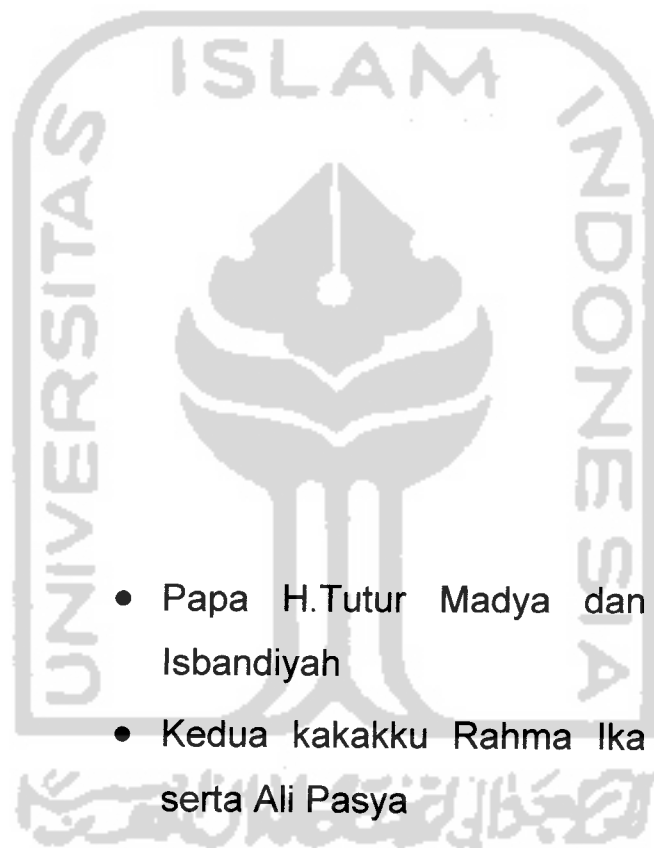 ISLAM
UNIVERSITAS
INDONESIA
• Papa H.Tutur Madya dan
Isbandiyah
• Kedua kakakku Rahma Ika
serta Ali Pasya